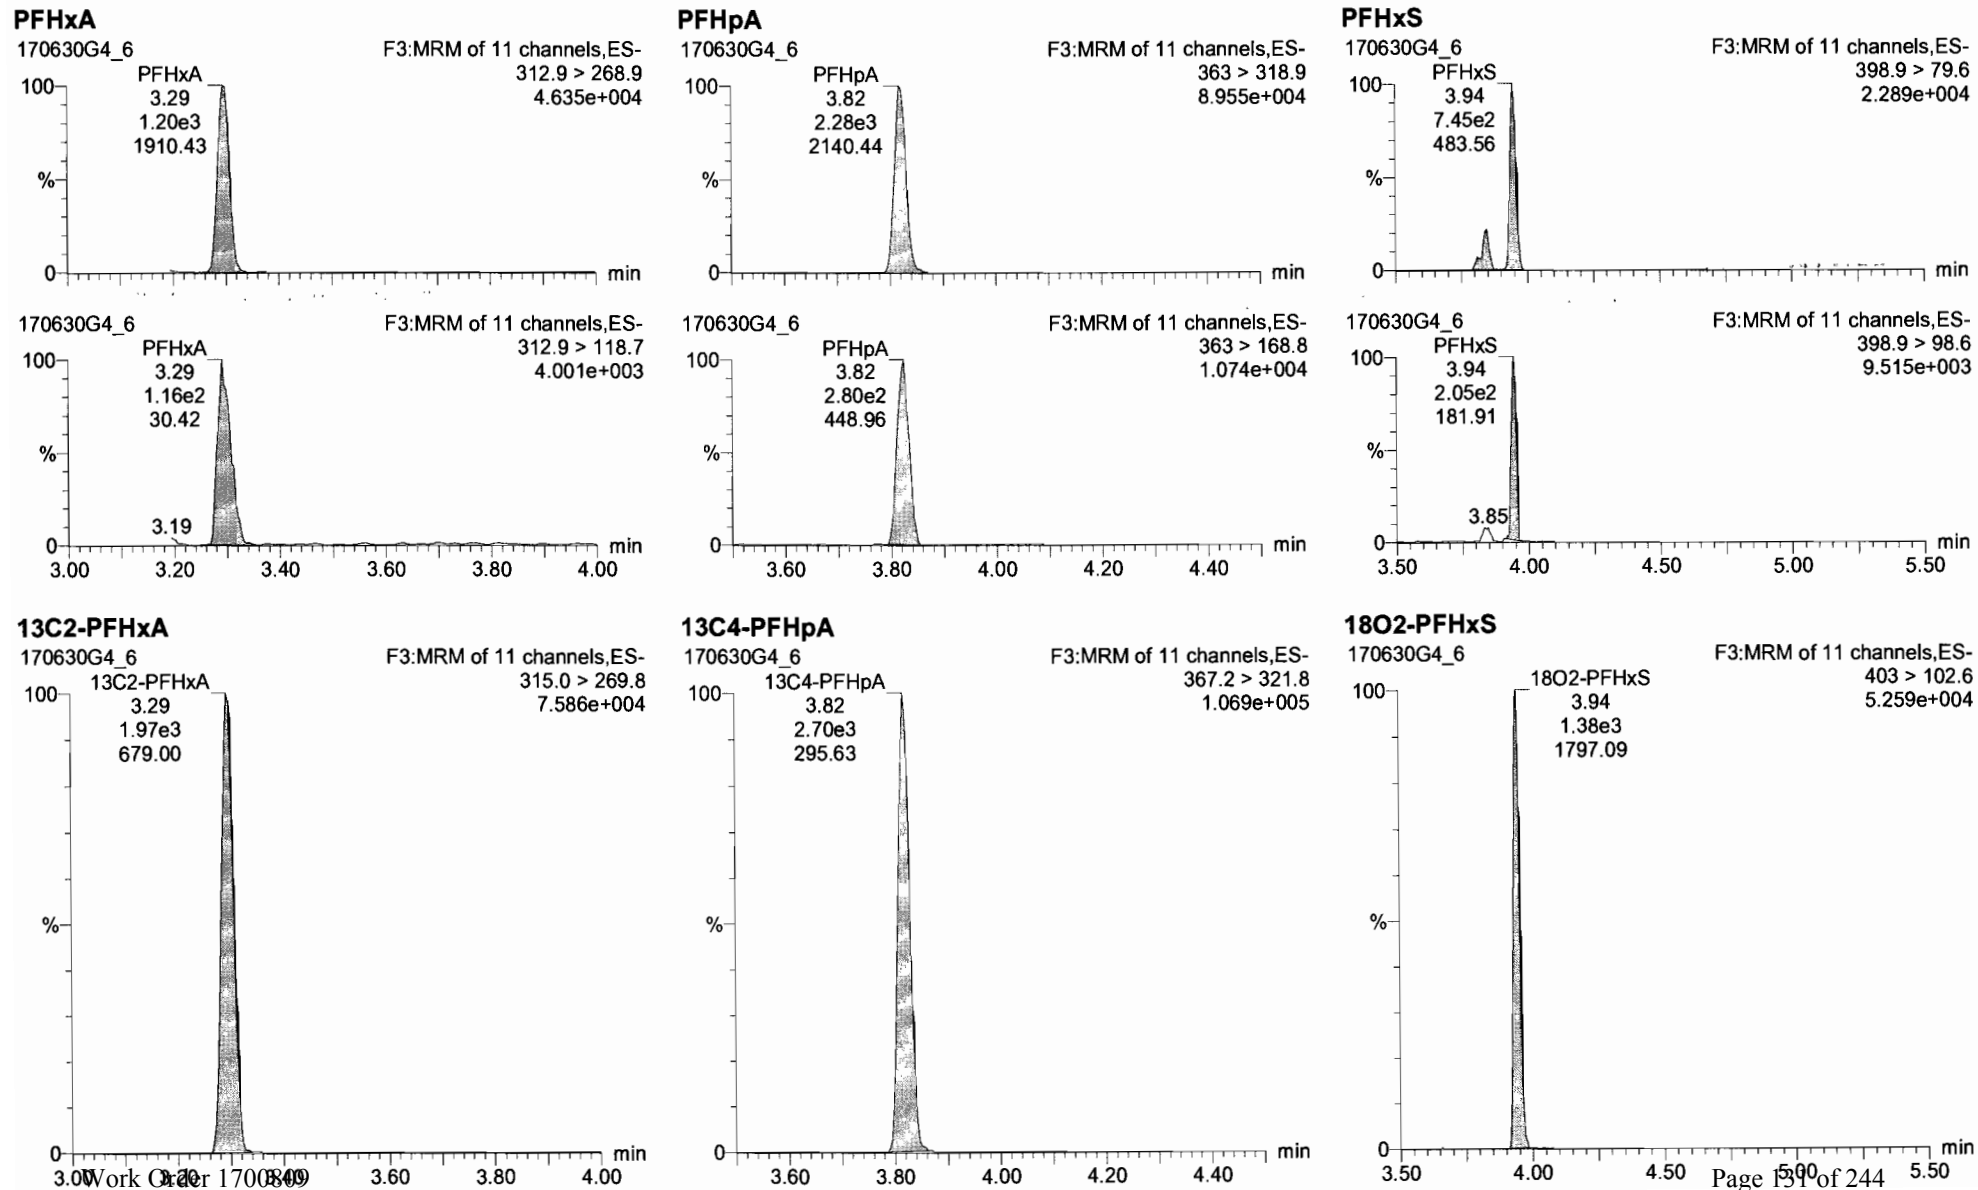 PFHxA
170630G4_6
F3:MRM of 11 channels,ES-
312.9 > 268.9
4.635e+004
PFHxA
3.29
1.20e3
1910.43
100
%
0
min
170630G4_6
F3:MRM of 11 channels,ES-
312.9 > 118.7
4.001e+003
PFHxA
3.29
1.16e2
30.42
100
%
3.19
0
min
3.00 3.20 3.40 3.60 3.80 4.00
PFHpA
170630G4_6
F3:MRM of 11 channels,ES-
363 > 318.9
8.955e+004
PFHpA
3.82
2.28e3
2140.44
100
%
0
min
170630G4_6
F3:MRM of 11 channels,ES-
363 > 168.8
1.074e+004
PFHpA
3.82
2.80e2
448.96
100
%
0
min
3.60 3.80 4.00 4.20 4.40
PFHxS
170630G4_6
F3:MRM of 11 channels,ES-
398.9 > 79.6
2.289e+004
PFHxS
3.94
7.45e2
483.56
100
%
0
min
170630G4_6
F3:MRM of 11 channels,ES-
398.9 > 98.6
9.515e+003
PFHxS
3.94
2.05e2
181.91
100
%
3.85
0
min
3.50 4.00 4.50 5.00 5.50
13C2-PFHxA
170630G4_6
F3:MRM of 11 channels,ES-
315.0 > 269.8
7.586e+004
13C2-PFHxA
3.29
1.97e3
679.00
100
%
0
min
3.00 3.20 3.40 3.60 3.80 4.00
13C4-PFHpA
170630G4_6
F3:MRM of 11 channels,ES-
367.2 > 321.8
1.069e+005
13C4-PFHpA
3.82
2.70e3
295.63
100
%
0
min
3.60 3.80 4.00 4.20 4.40
18O2-PFHxS
170630G4_6
F3:MRM of 11 channels,ES-
403 > 102.6
5.259e+004
18O2-PFHxS
3.94
1.38e3
1797.09
100
%
0
min
3.50 4.00 4.50 5.00 5.50
Work Order 1700809
Page 131 of 244